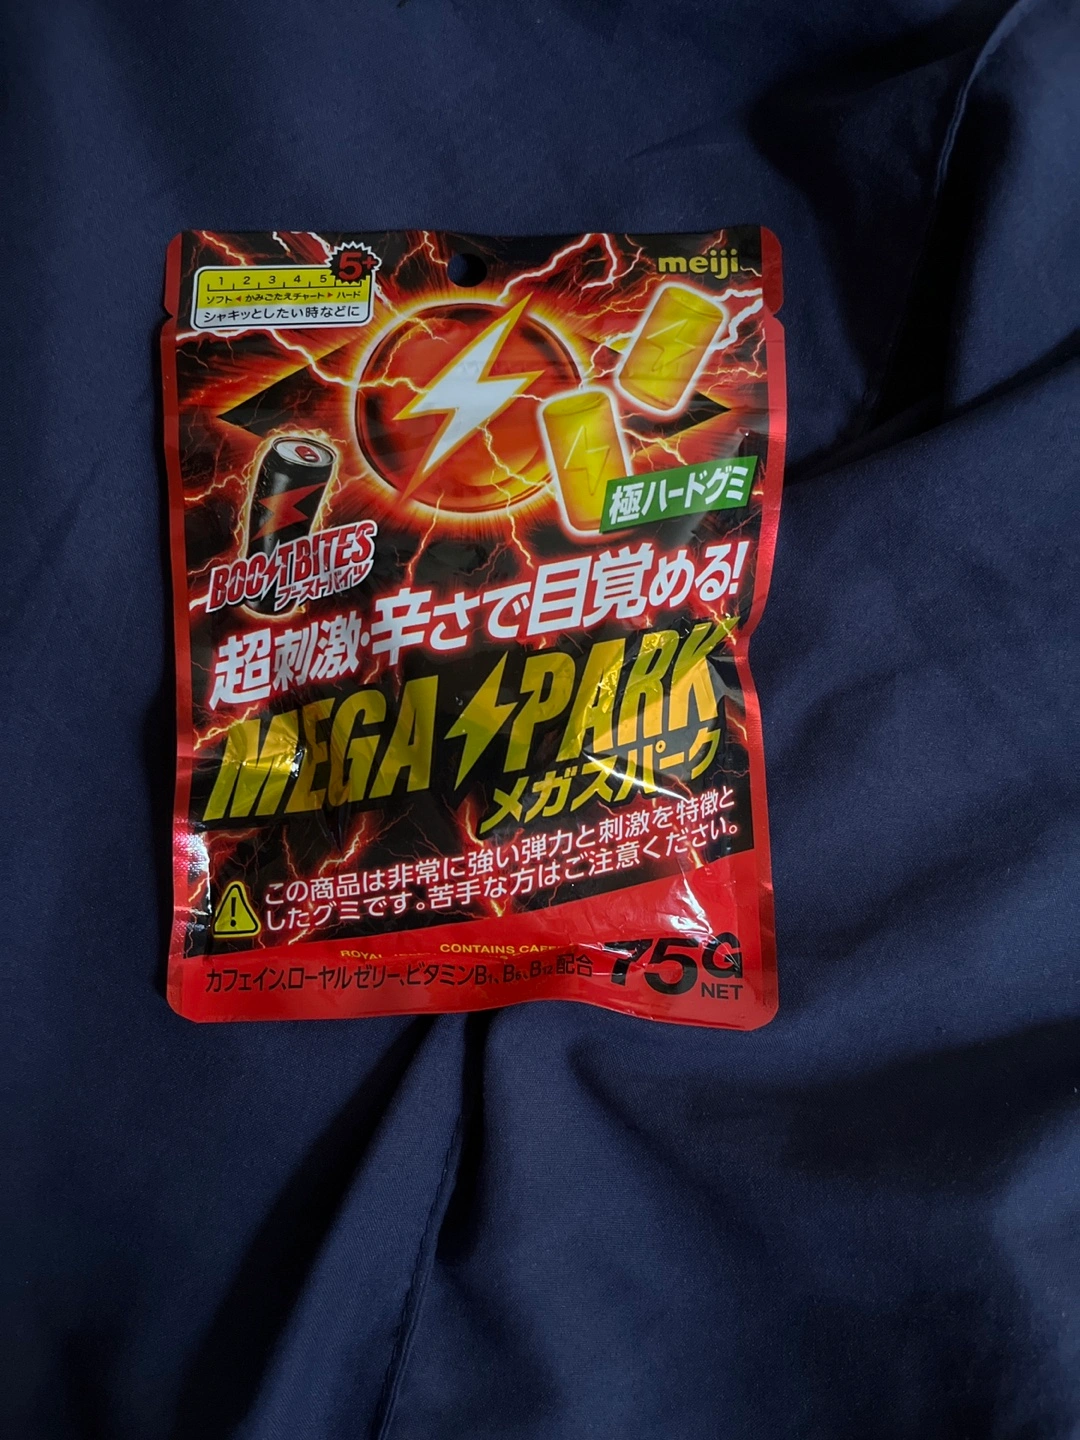 meiji
5+
1 2 3 4 5
ソフト ◀ かみごたえチャート ▶ ハード
シャキッとしたい時などに
極ハードグミ
BOOSTBITES
ブーストバイツ
超刺激・辛さで目覚める!
MEGA SPARK
メガスパーク
この商品は非常に強い弾力と刺激を特徴と
したグミです。苦手な方はご注意ください。
ROYAL CONTAINS
カフェイン、ローヤルゼリー、ビタミンB₁、B₆、B₁₂配合
75G
NET